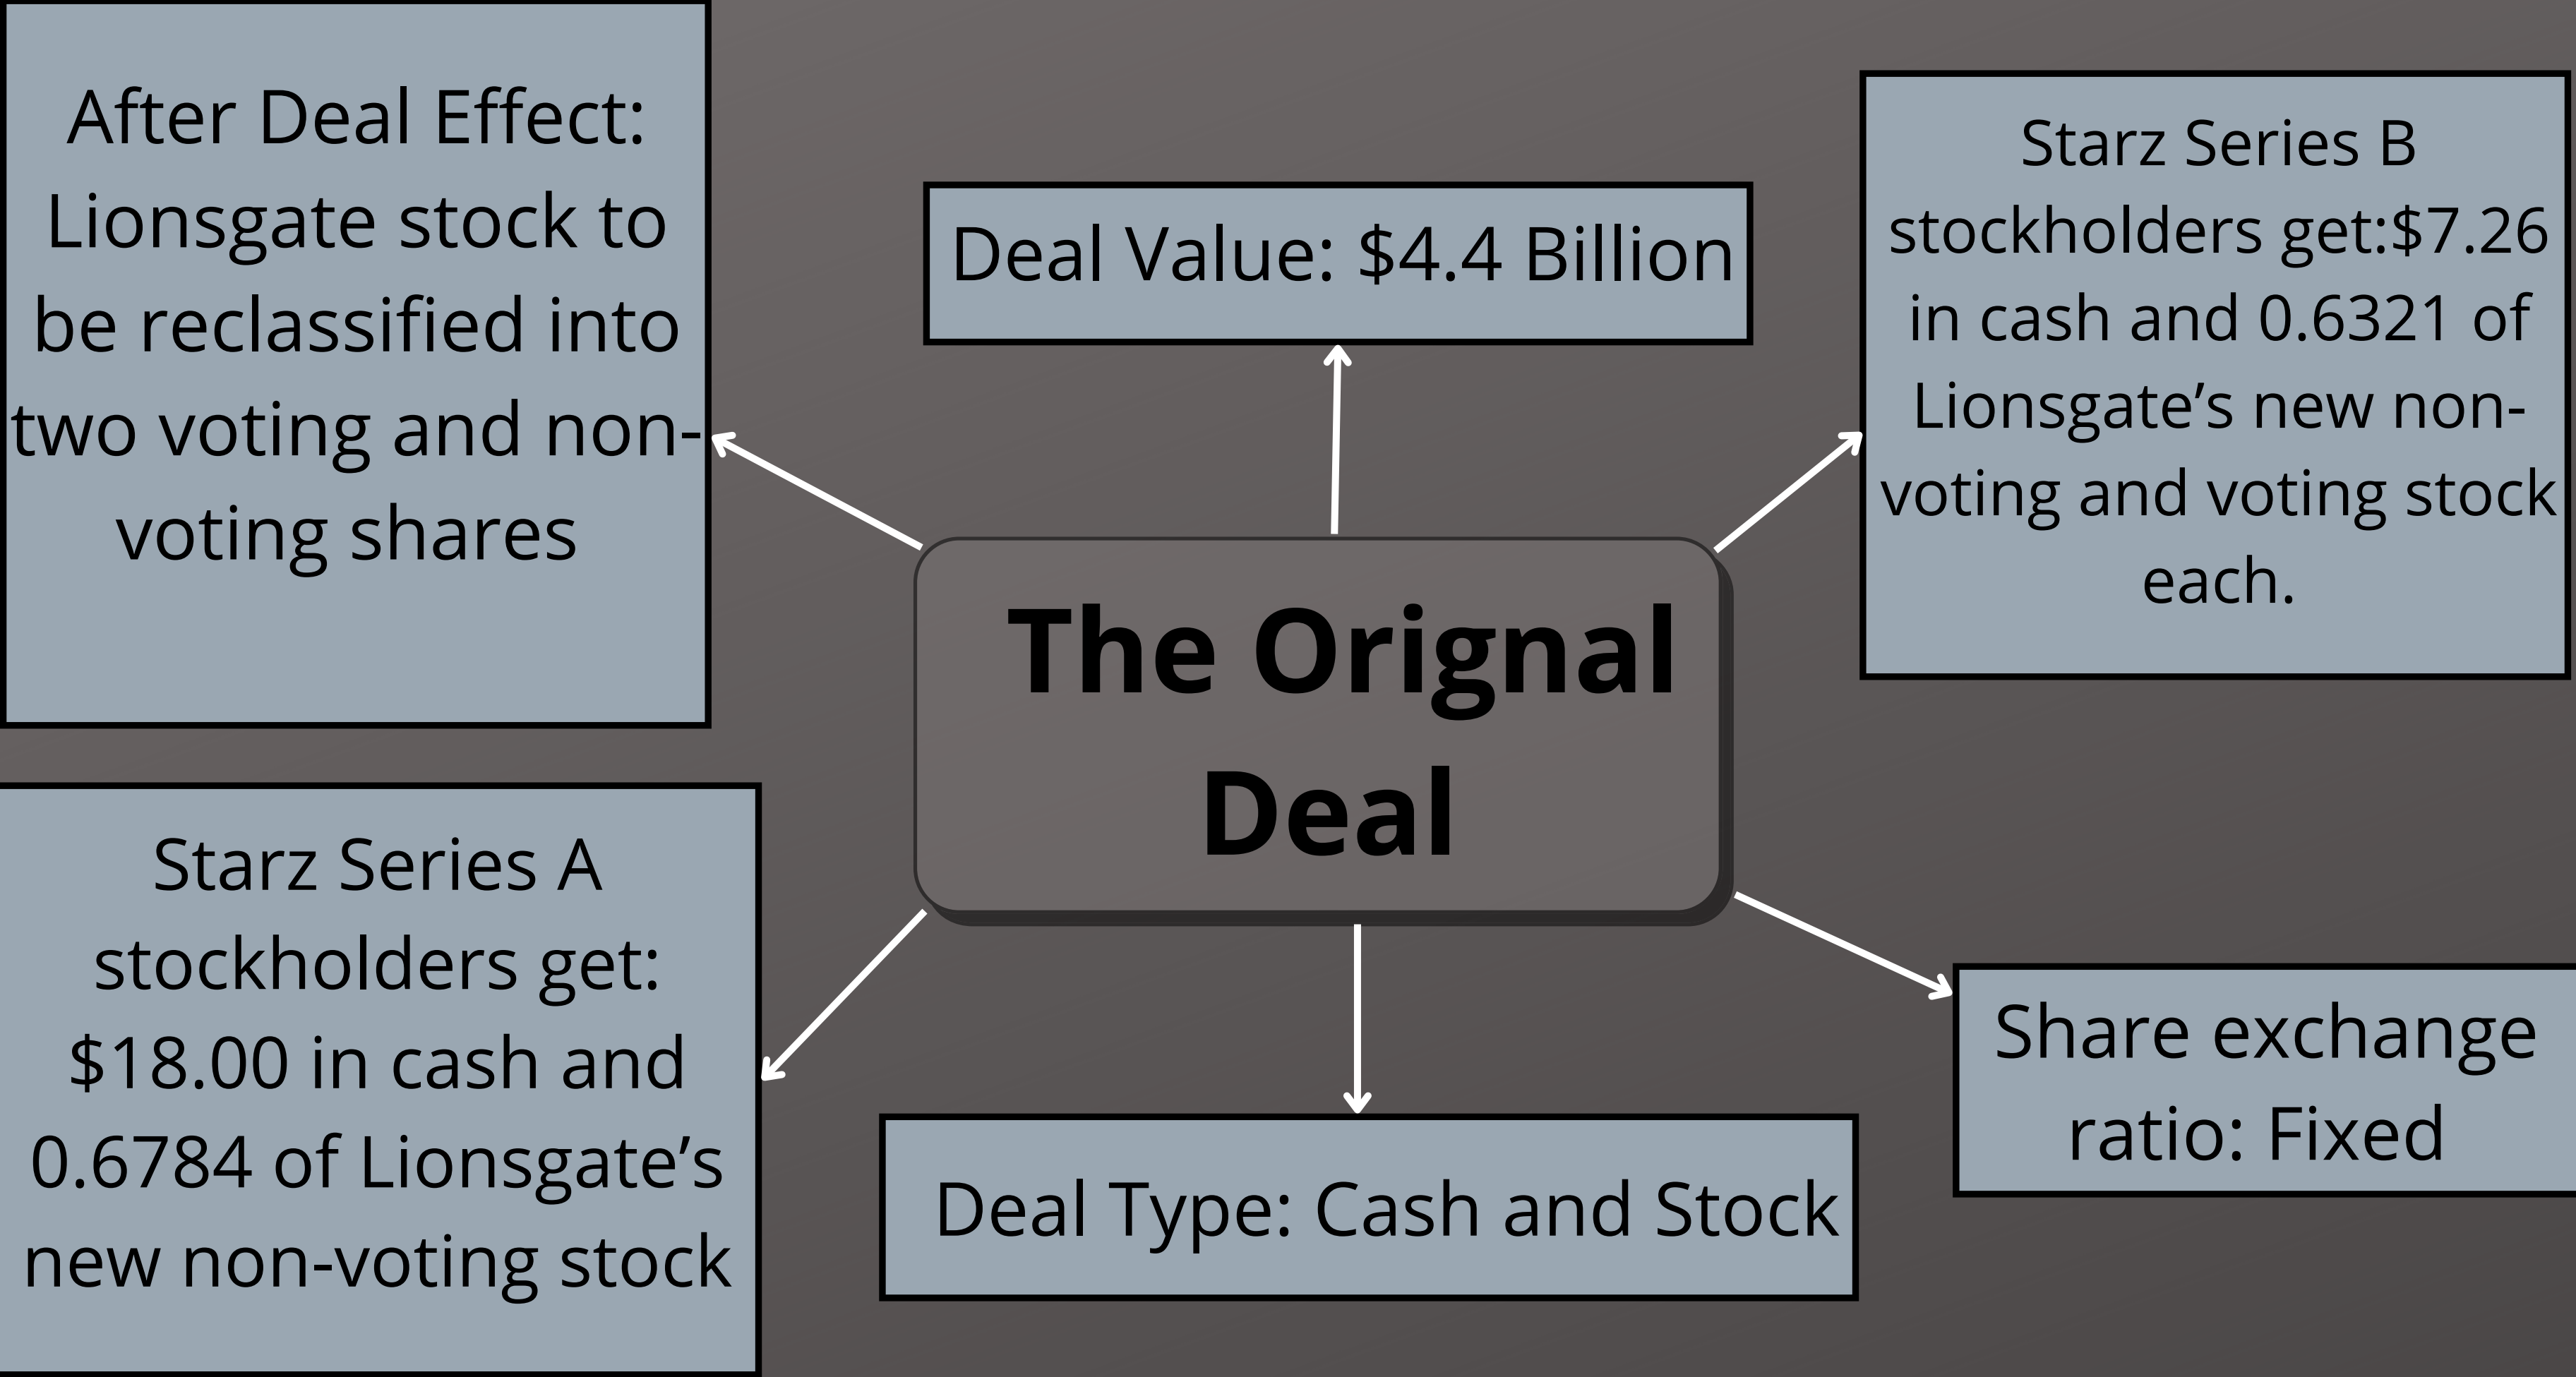 After Deal Effect:
Lionsgate stock to
be reclassified into
two voting and non-
voting shares
Deal Value: $4.4 Billion
Starz Series B
stockholders get:$7.26
in cash and 0.6321 of
Lionsgate’s new non-
voting and voting stock
each.
The Orignal
Deal
Starz Series A
stockholders get:
$18.00 in cash and
0.6784 of Lionsgate’s
new non-voting stock
Deal Type: Cash and Stock
Share exchange
ratio: Fixed